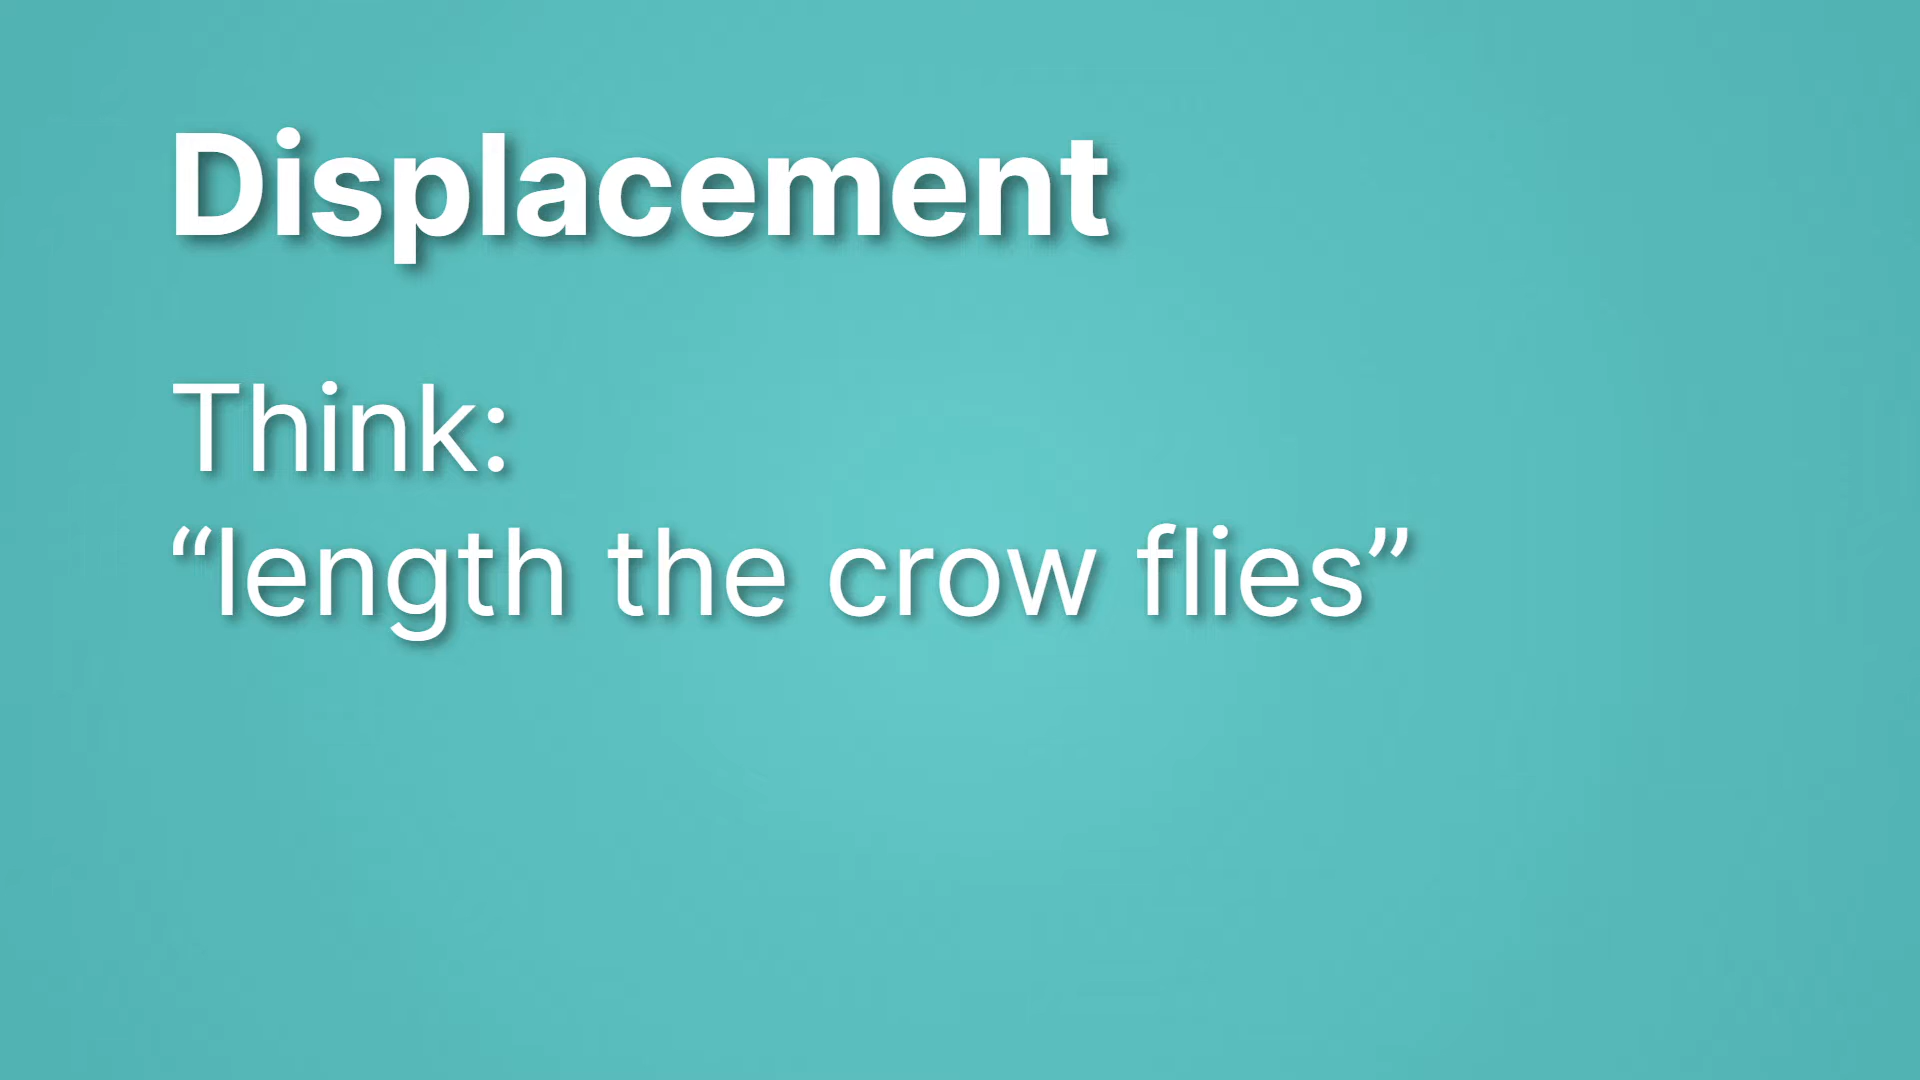 Displacement
Think:
“length the crow flies”